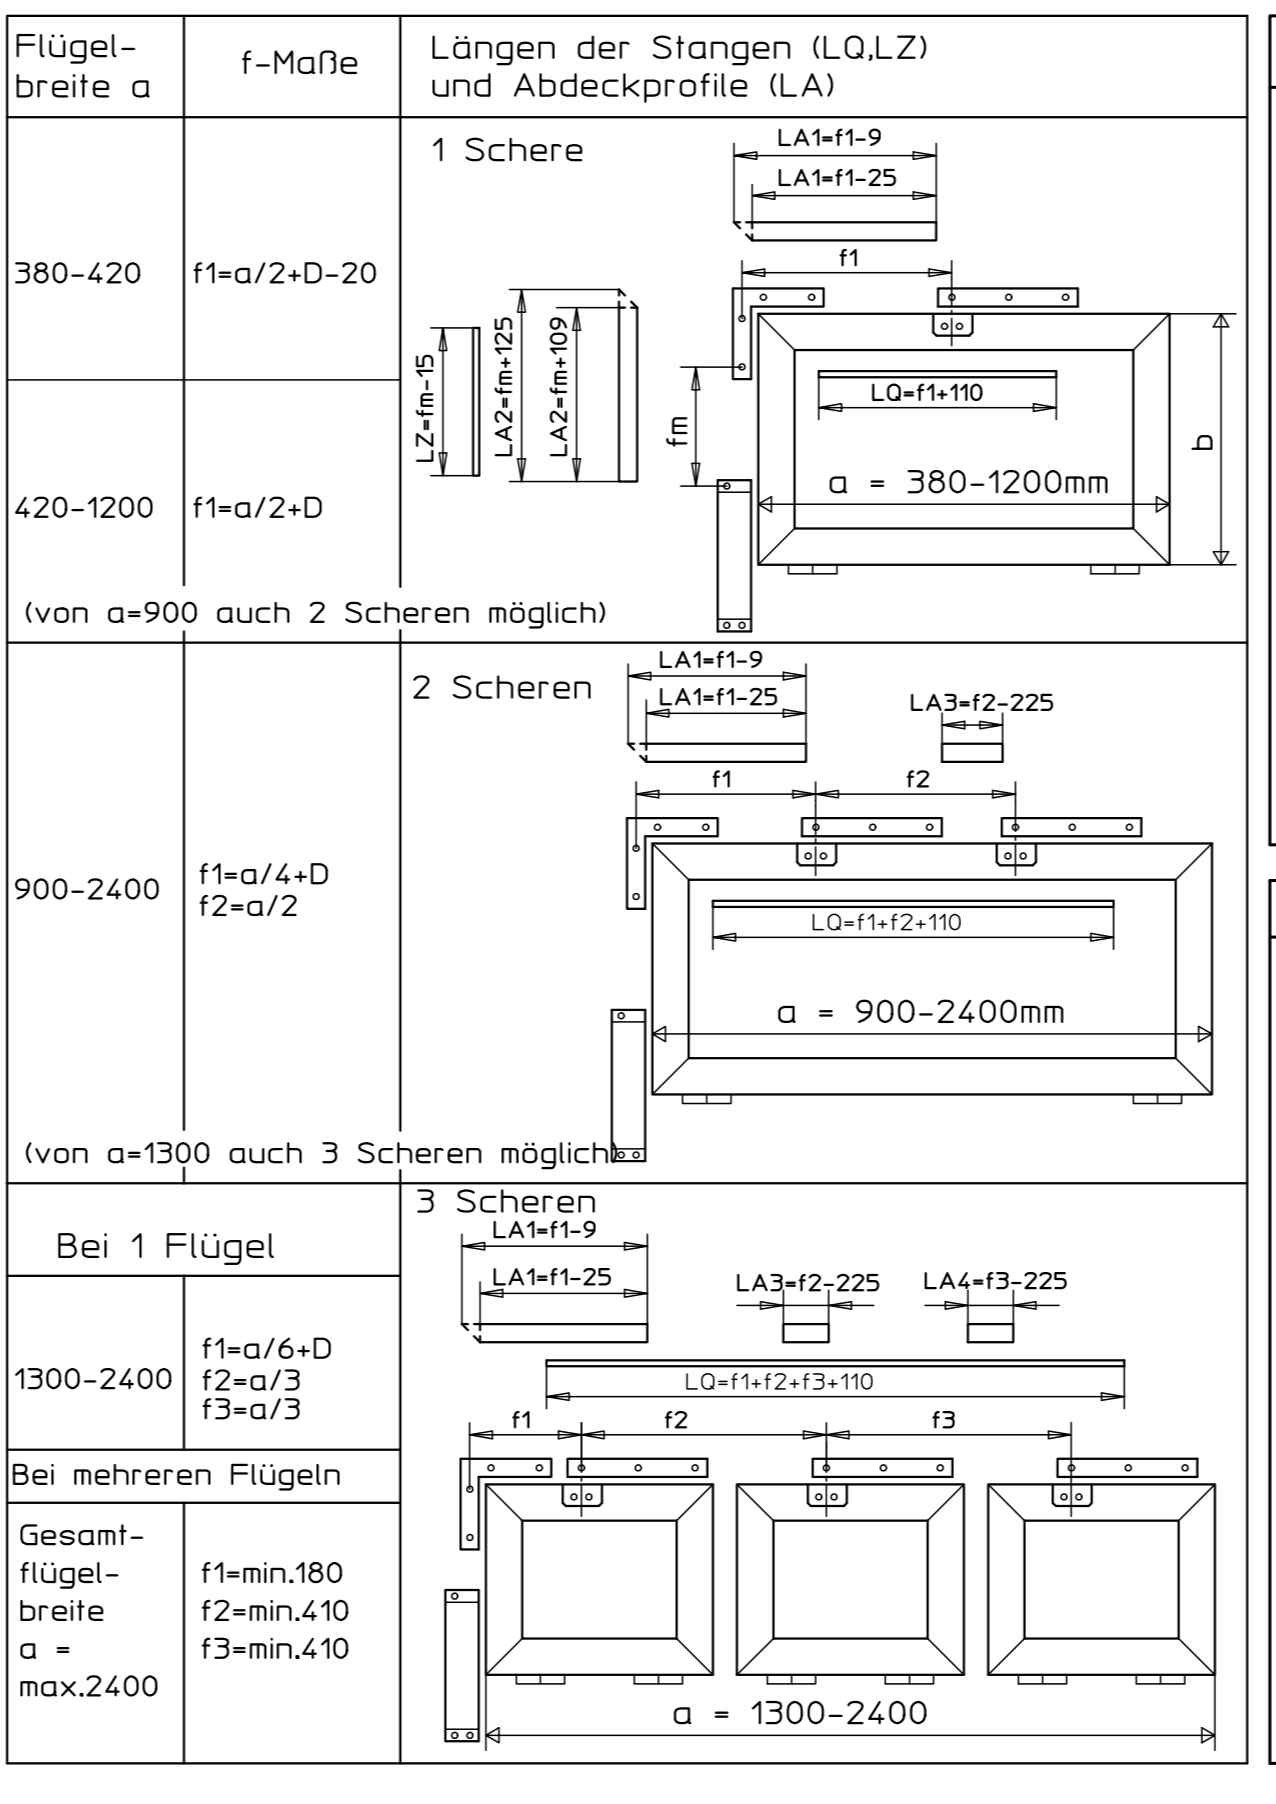 Flügel-
breite a
f-Maße
Längen der Stangen (LQ,LZ)
und Abdeckprofile (LA)
380-420
f1=a/2+D-20
1 Schere
LA1=f1-9
LA1=f1-25
f1
LZ=fm-15
LA2=fm+125
LA2=fm+109
fm
LQ=f1+110
b
a = 380-1200mm
420-1200
f1=a/2+D
(von a=900 auch 2 Scheren möglich)
2 Scheren
LA1=f1-9
LA1=f1-25
LA3=f2-225
f1
f2
900-2400
f1=a/4+D
f2=a/2
LQ=f1+f2+110
a = 900-2400mm
(von a=1300 auch 3 Scheren möglich)
3 Scheren
Bei 1 Flügel
LA1=f1-9
LA1=f1-25
LA3=f2-225
LA4=f3-225
1300-2400
f1=a/6+D
f2=a/3
f3=a/3
LQ=f1+f2+f3+110
f1
f2
f3
Bei mehreren Flügeln
Gesamt-
flügel-
breite
a =
max.2400
f1=min.180
f2=min.410
f3=min.410
a = 1300-2400